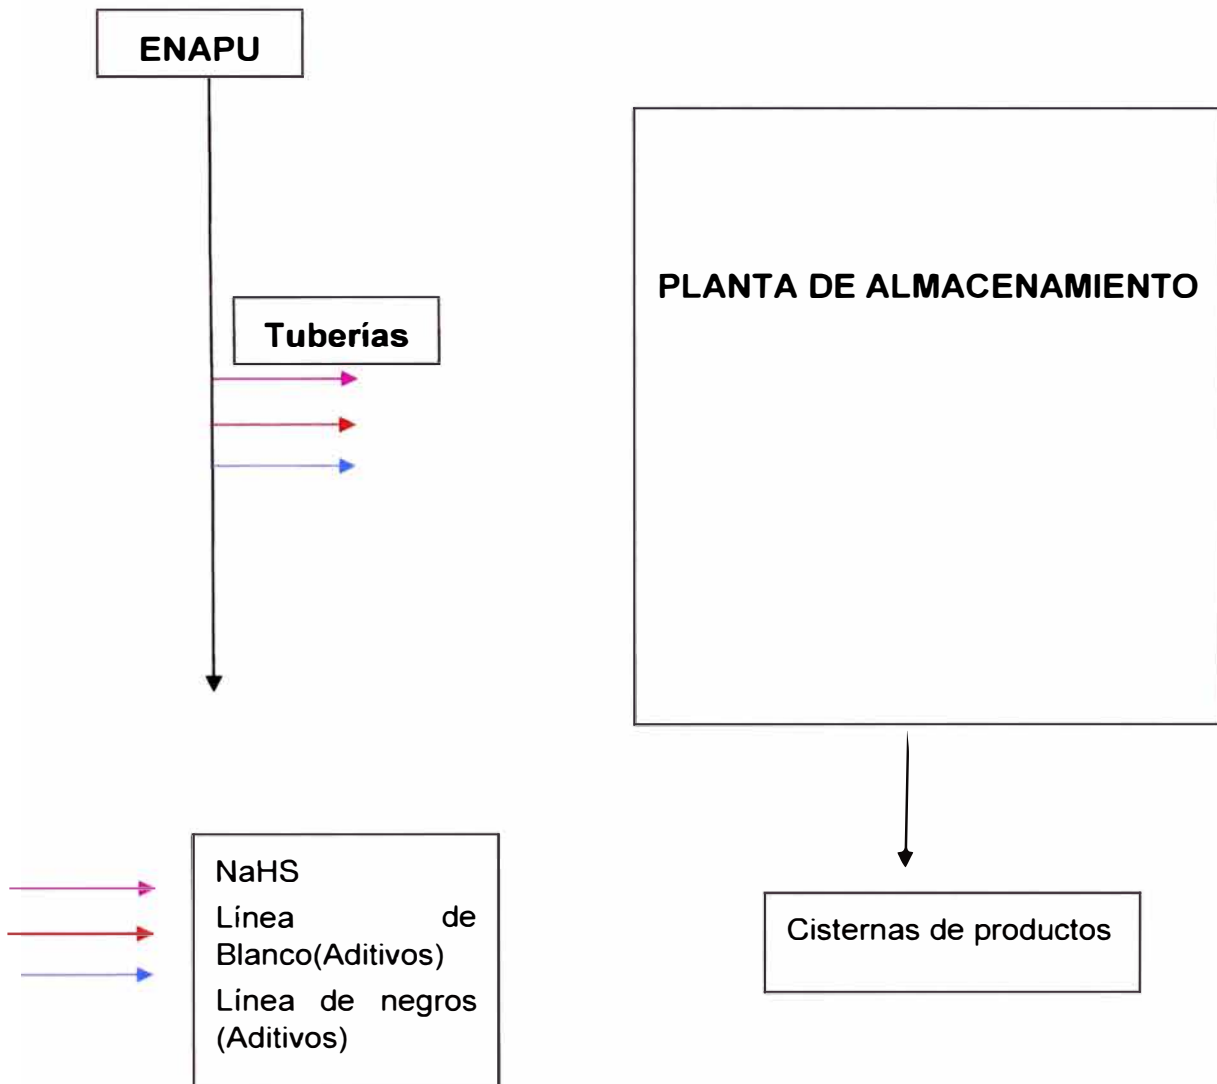 ENAPU
PLANTA DE ALMACENAMIENTO
Tuberías
NaHS
Línea de
Blanco(Aditivos)
Línea de negros
(Aditivos)
Cisternas de productos